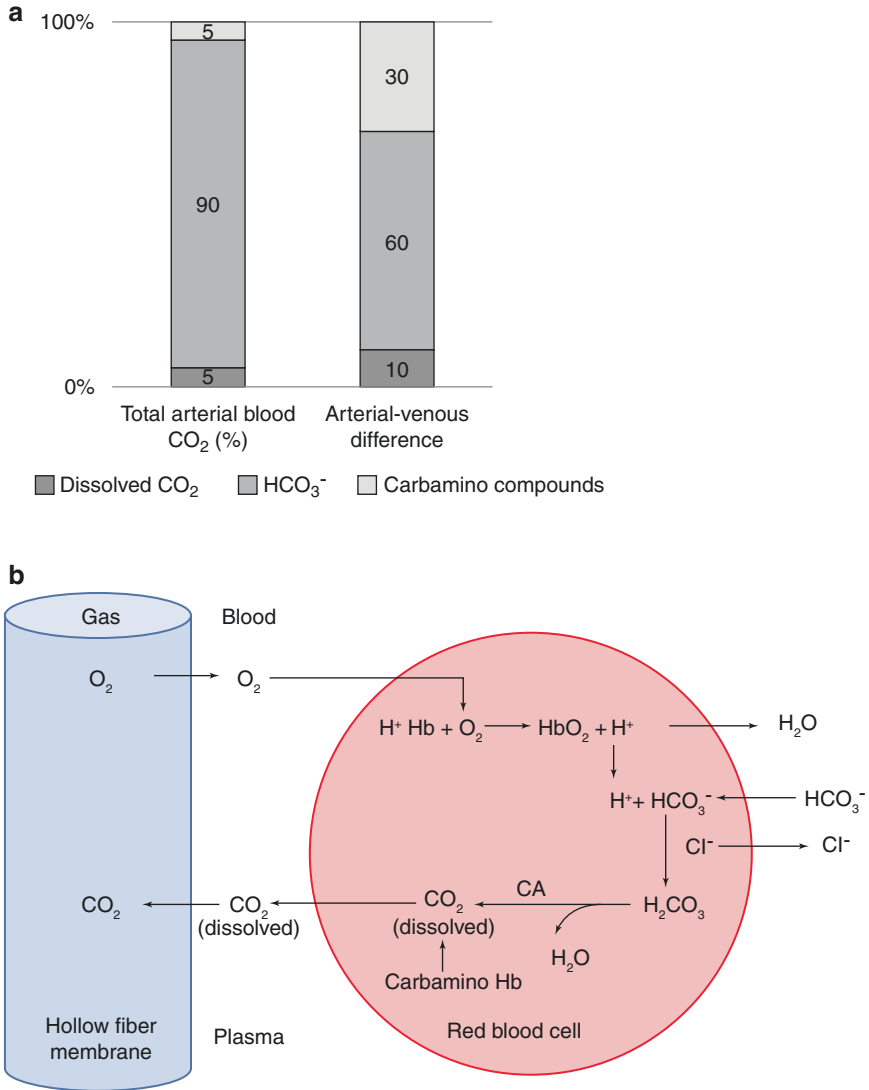 a
100%
5
30
90
60
5
10
0%
Total arterial blood
CO₂ (%)
Arterial-venous
difference
Dissolved CO₂ HCO₃⁻ Carbamino compounds
b
Gas Blood
O₂ O₂
H⁺ Hb + O₂ HbO₂ + H⁺ H₂O
H⁺ + HCO₃⁻ HCO₃⁻
Cl⁻ Cl⁻
CA
CO₂ CO₂ CO₂ H₂CO₃
(dissolved) (dissolved)
H₂O
Carbamino Hb
Hollow fiber
membrane
Plasma
Red blood cell